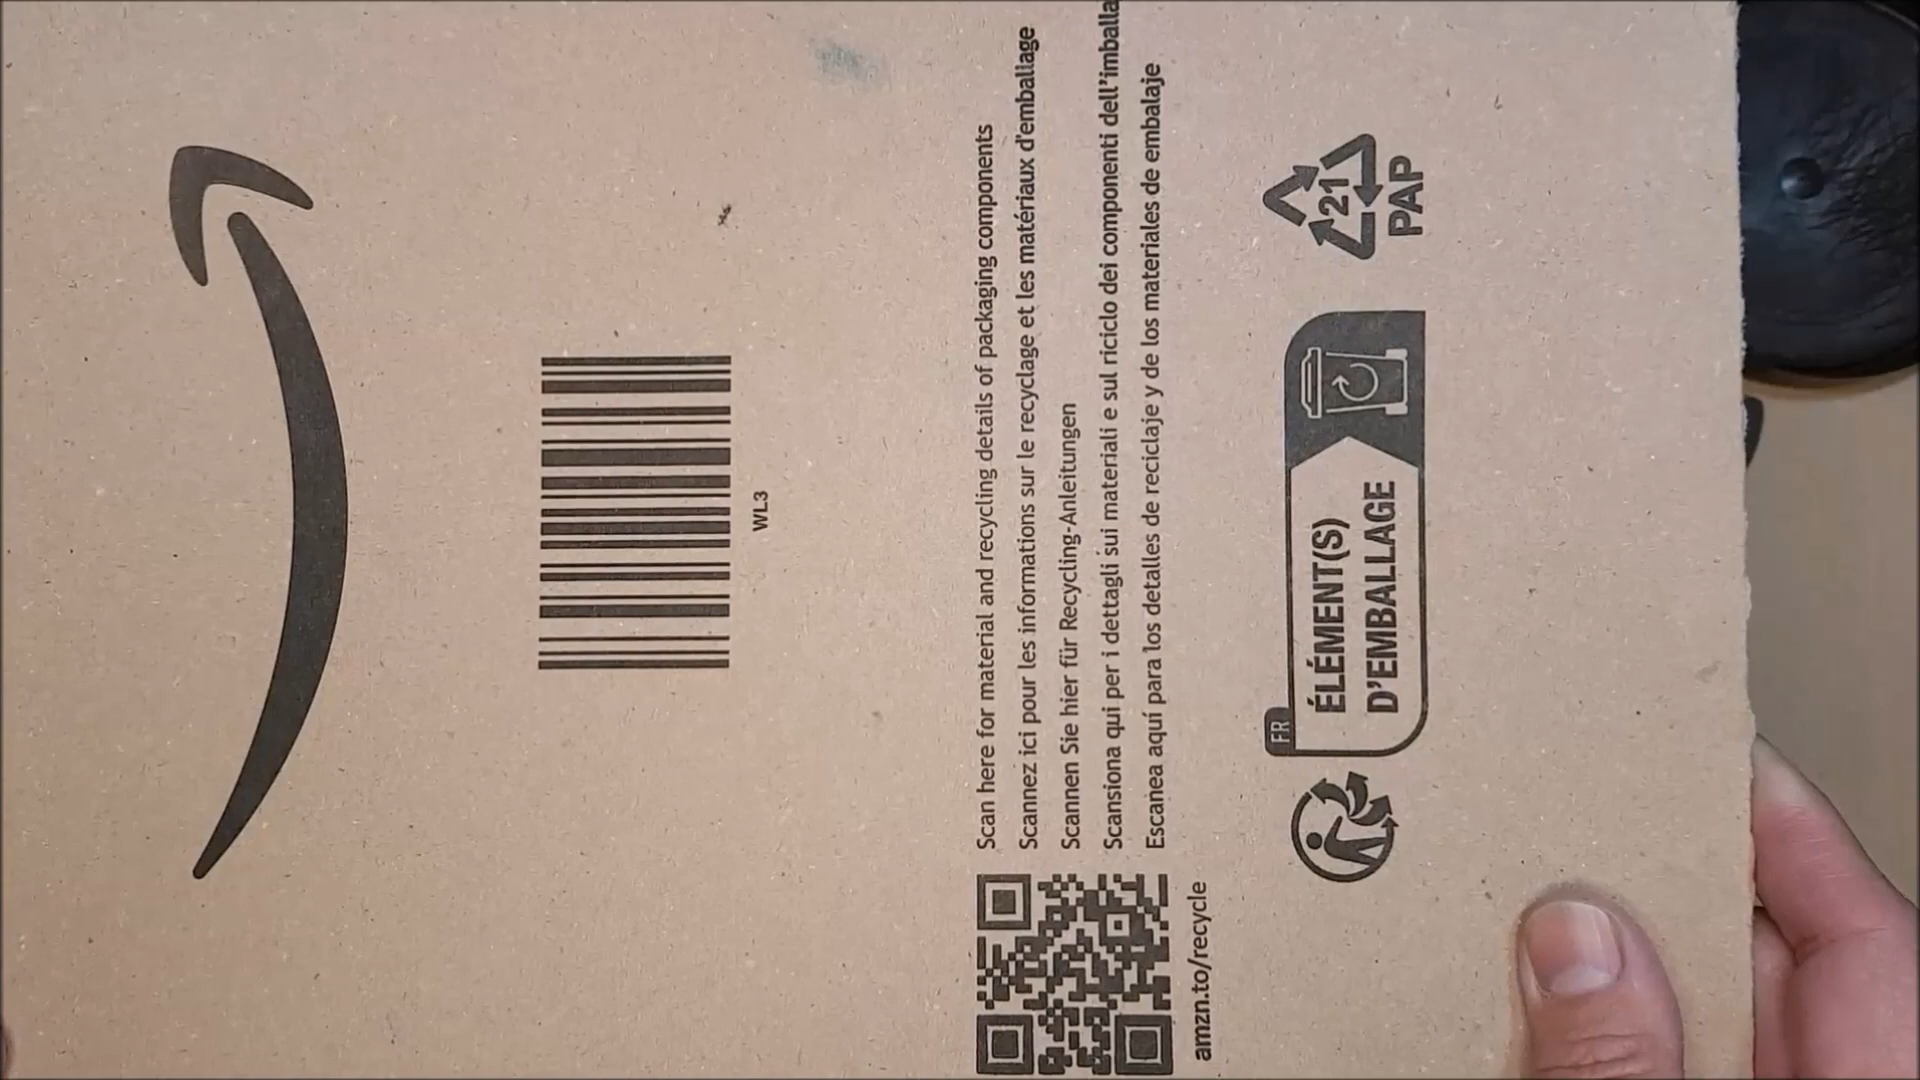 WL3
Scan here for material and recycling details of packaging components
Scannez ici pour les informations sur le recyclage et les matériaux d'emballage
Scannen Sie hier für Recycling-Anleitungen
Scansiona qui per i dettagli sui materiali e sul riciclo dei componenti dell'imballa
Escanea aquí para los detalles de reciclaje y de los materiales de embalaje
amzn.to/recycle
FR
ÉLÉMENT(S)
D'EMBALLAGE
21
PAP